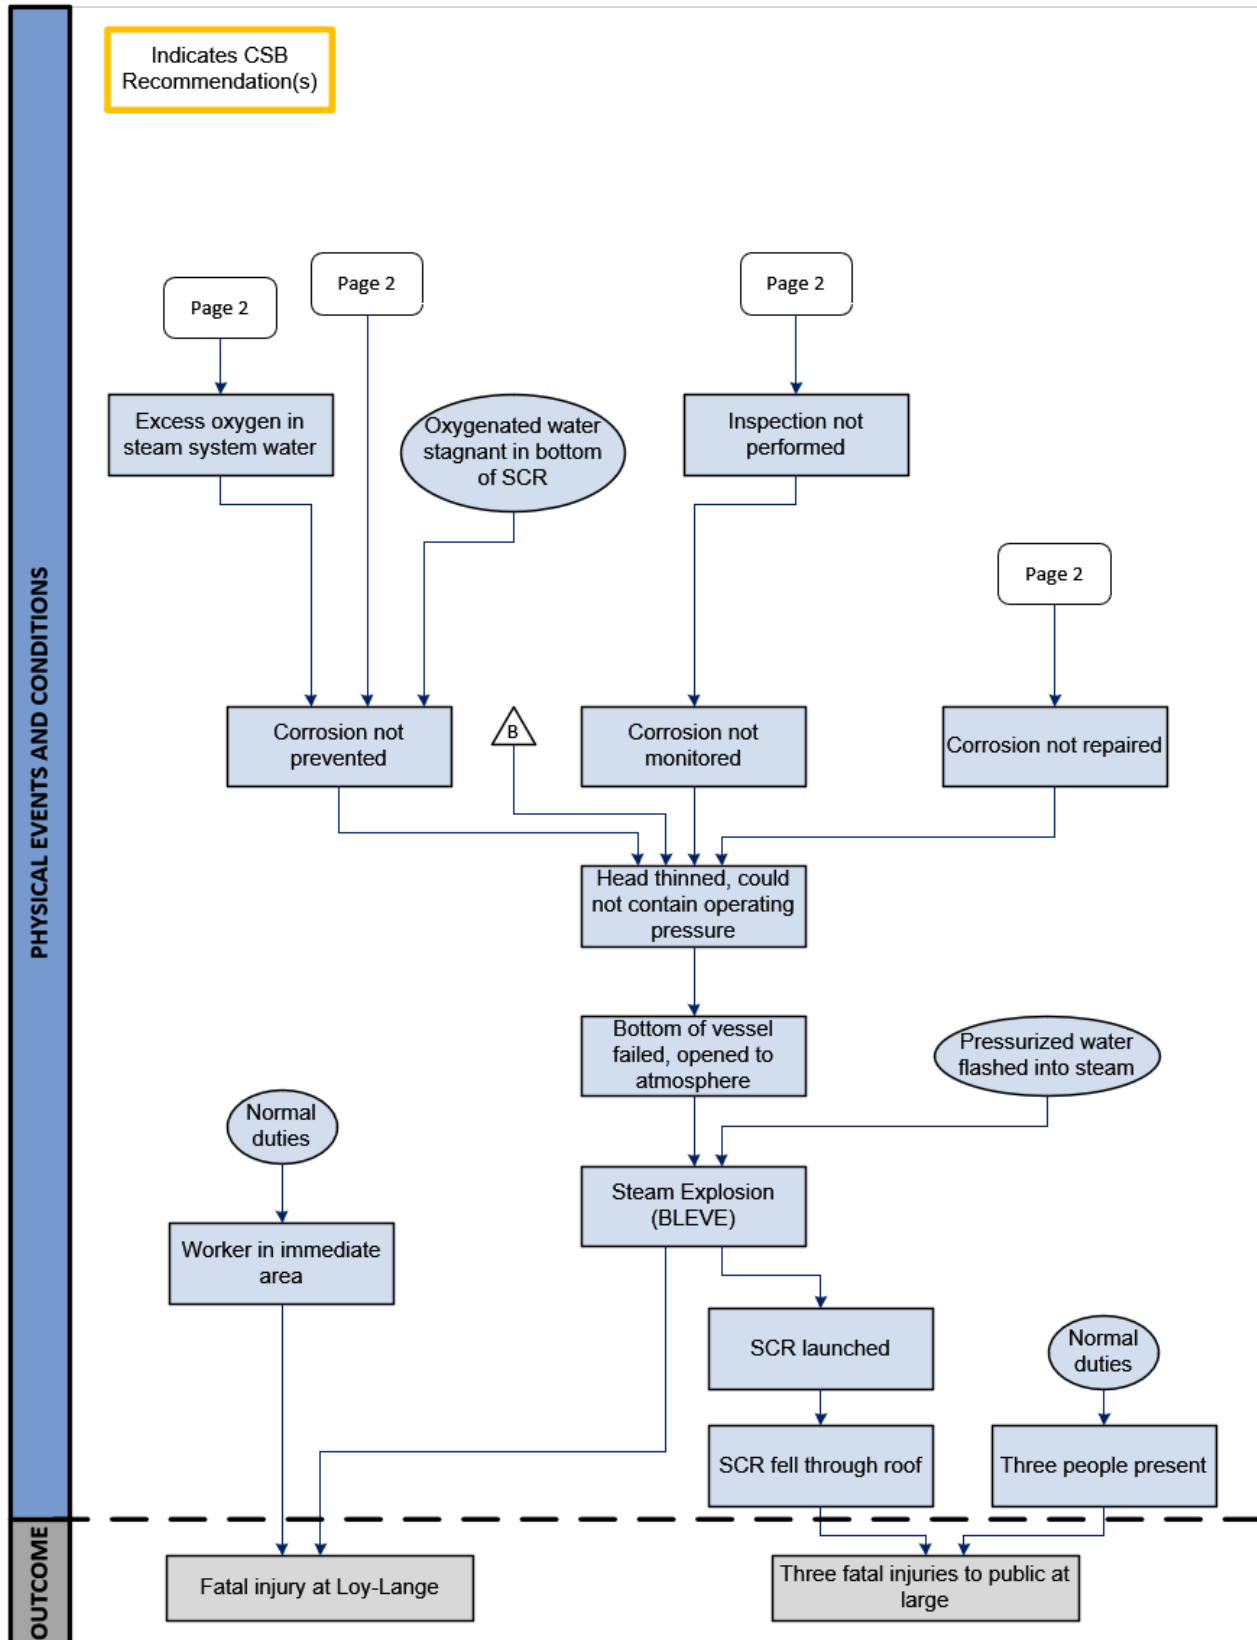 Indicates CSB
Recommendation(s)
Page 2
Page 2
Page 2
Excess oxygen in
steam system water
Oxygenated water
stagnant in bottom
of SCR
Inspection not
performed
Page 2
PHYSICAL EVENTS AND CONDITIONS
Corrosion not
prevented
B
Corrosion not
monitored
Corrosion not repaired
Head thinned, could
not contain operating
pressure
Bottom of vessel
failed, opened to
atmosphere
Pressurized water
flashed into steam
Normal
duties
Steam Explosion
(BLEVE)
Worker in immediate
area
SCR launched
Normal
duties
SCR fell through roof
Three people present
OUTCOME
Fatal injury at Loy-Lange
Three fatal injuries to public at
large